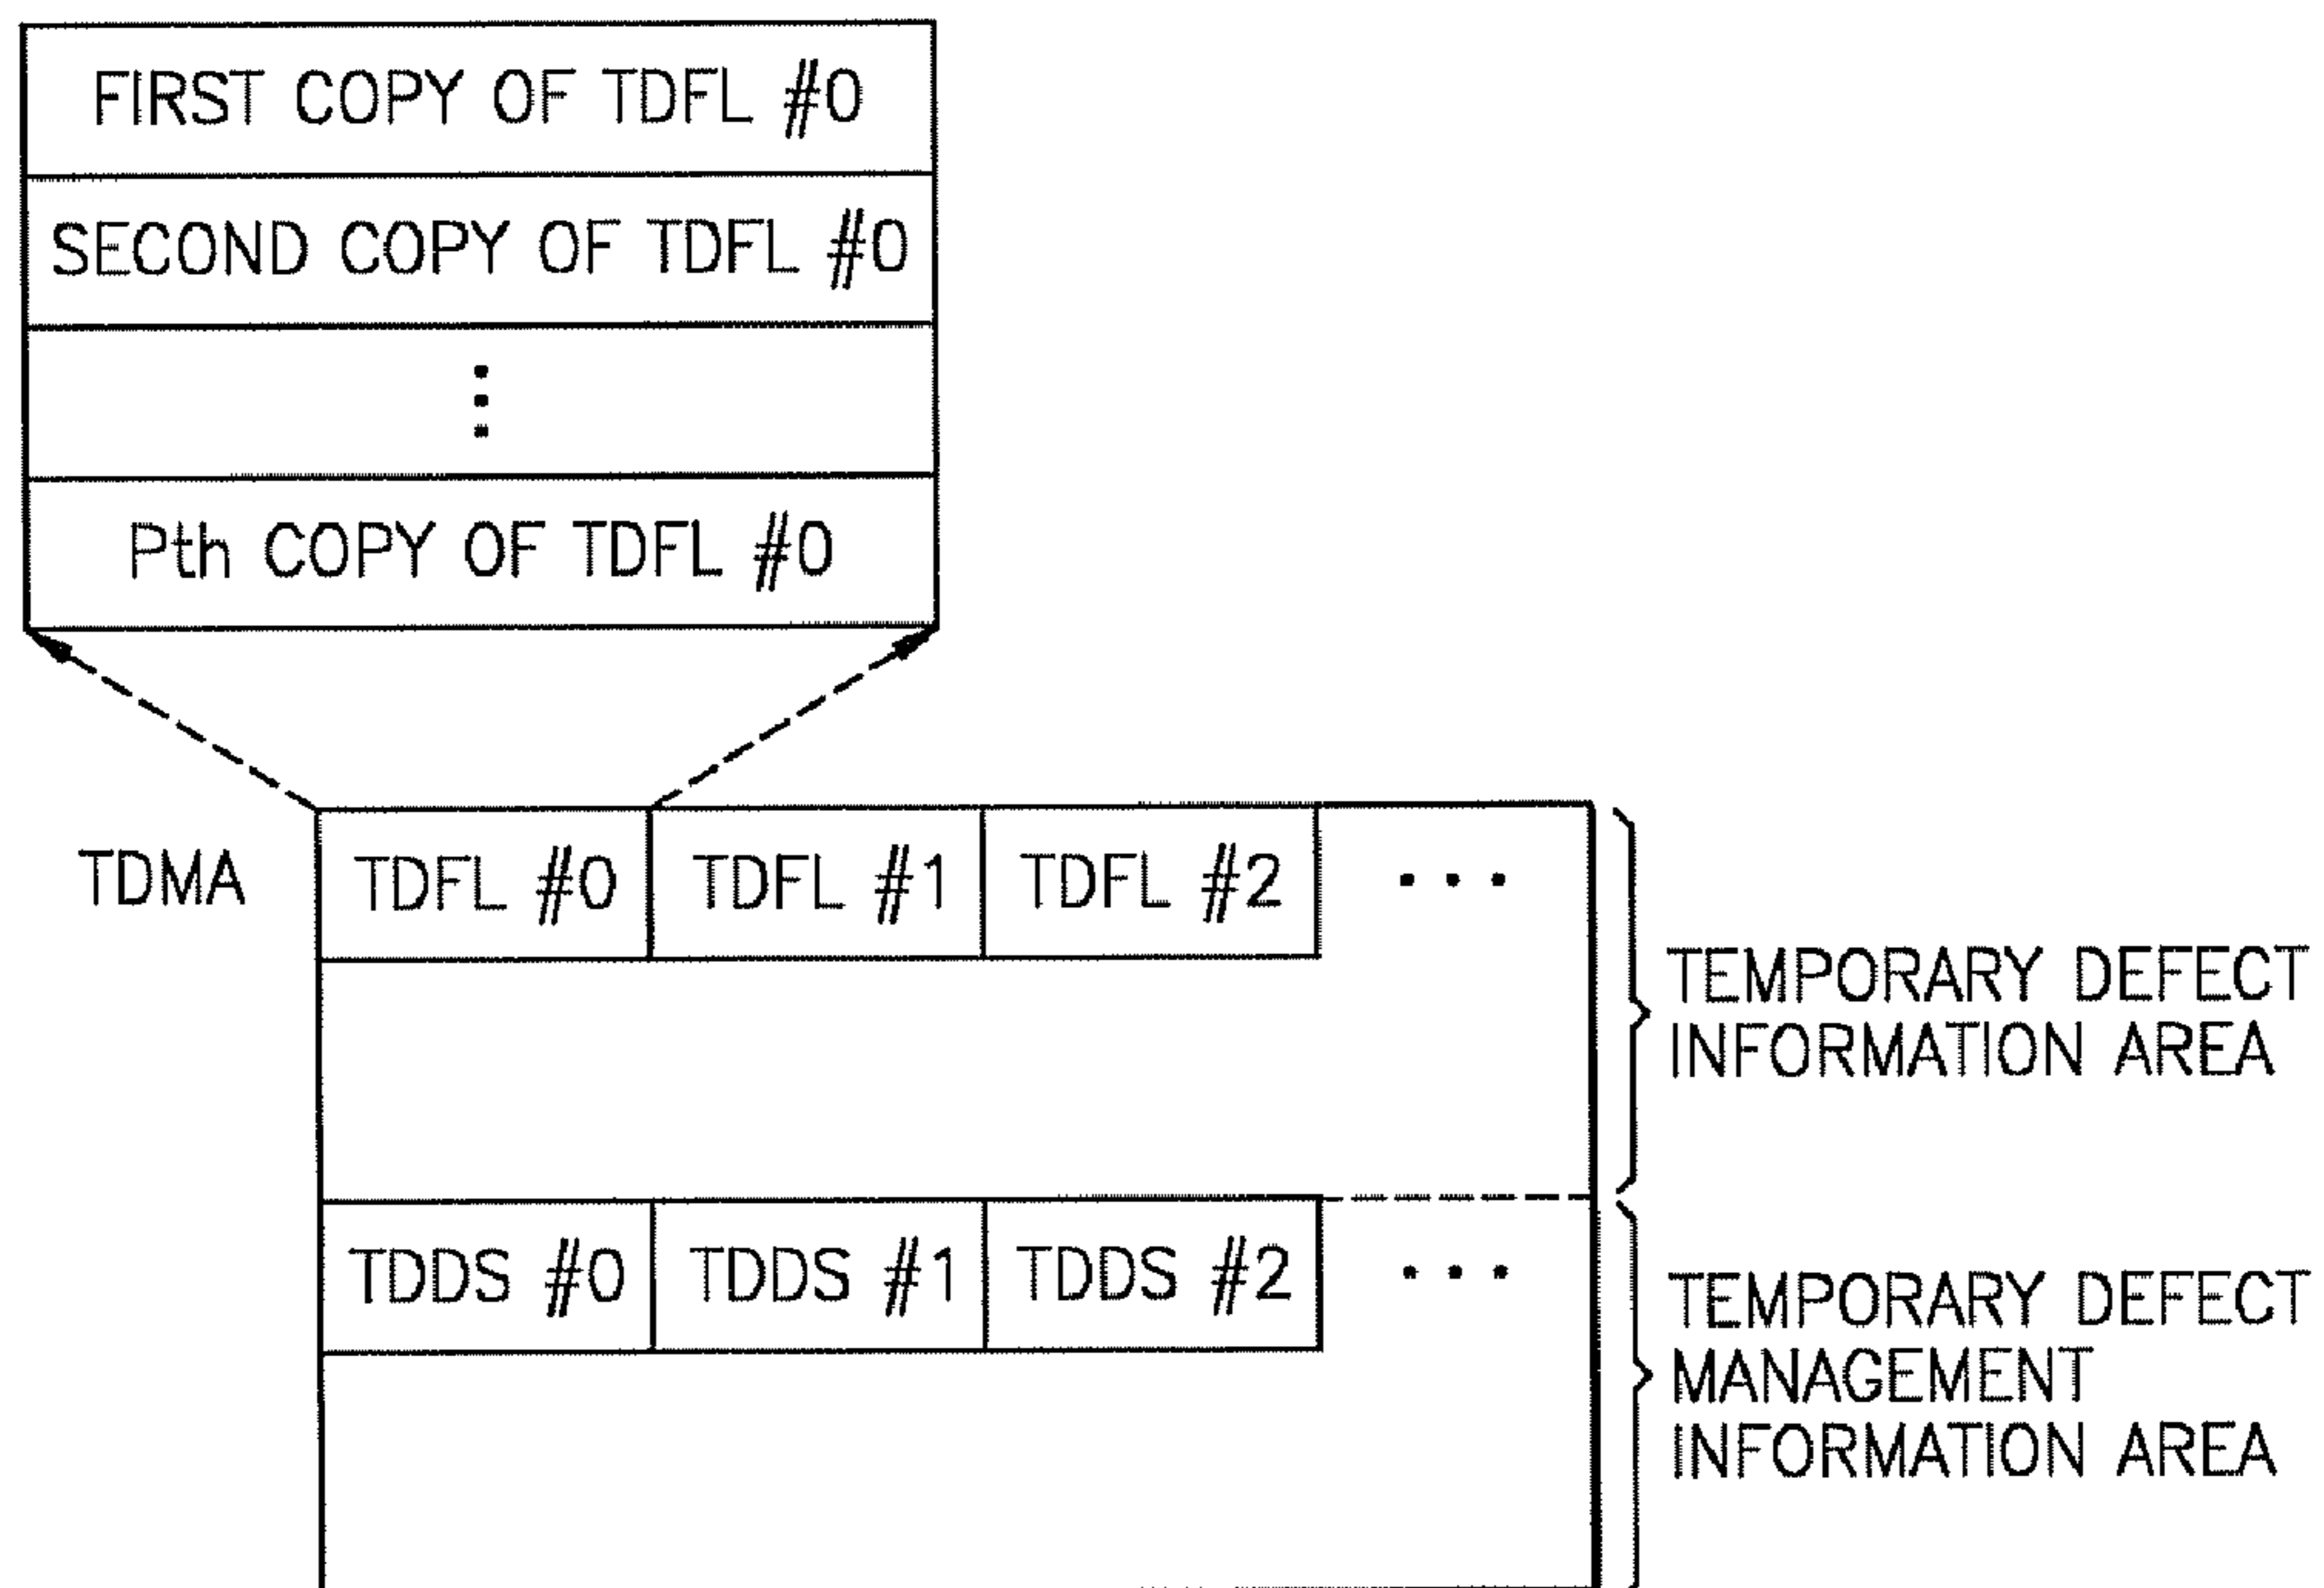 FIRST COPY OF TDFL #0
SECOND COPY OF TDFL #0
⋮
Pth COPY OF TDFL #0
TDMA
TDFL #0
TDFL #1
TDFL #2
...
TEMPORARY DEFECT
INFORMATION AREA
TDDS #0
TDDS #1
TDDS #2
...
TEMPORARY DEFECT
MANAGEMENT
INFORMATION AREA